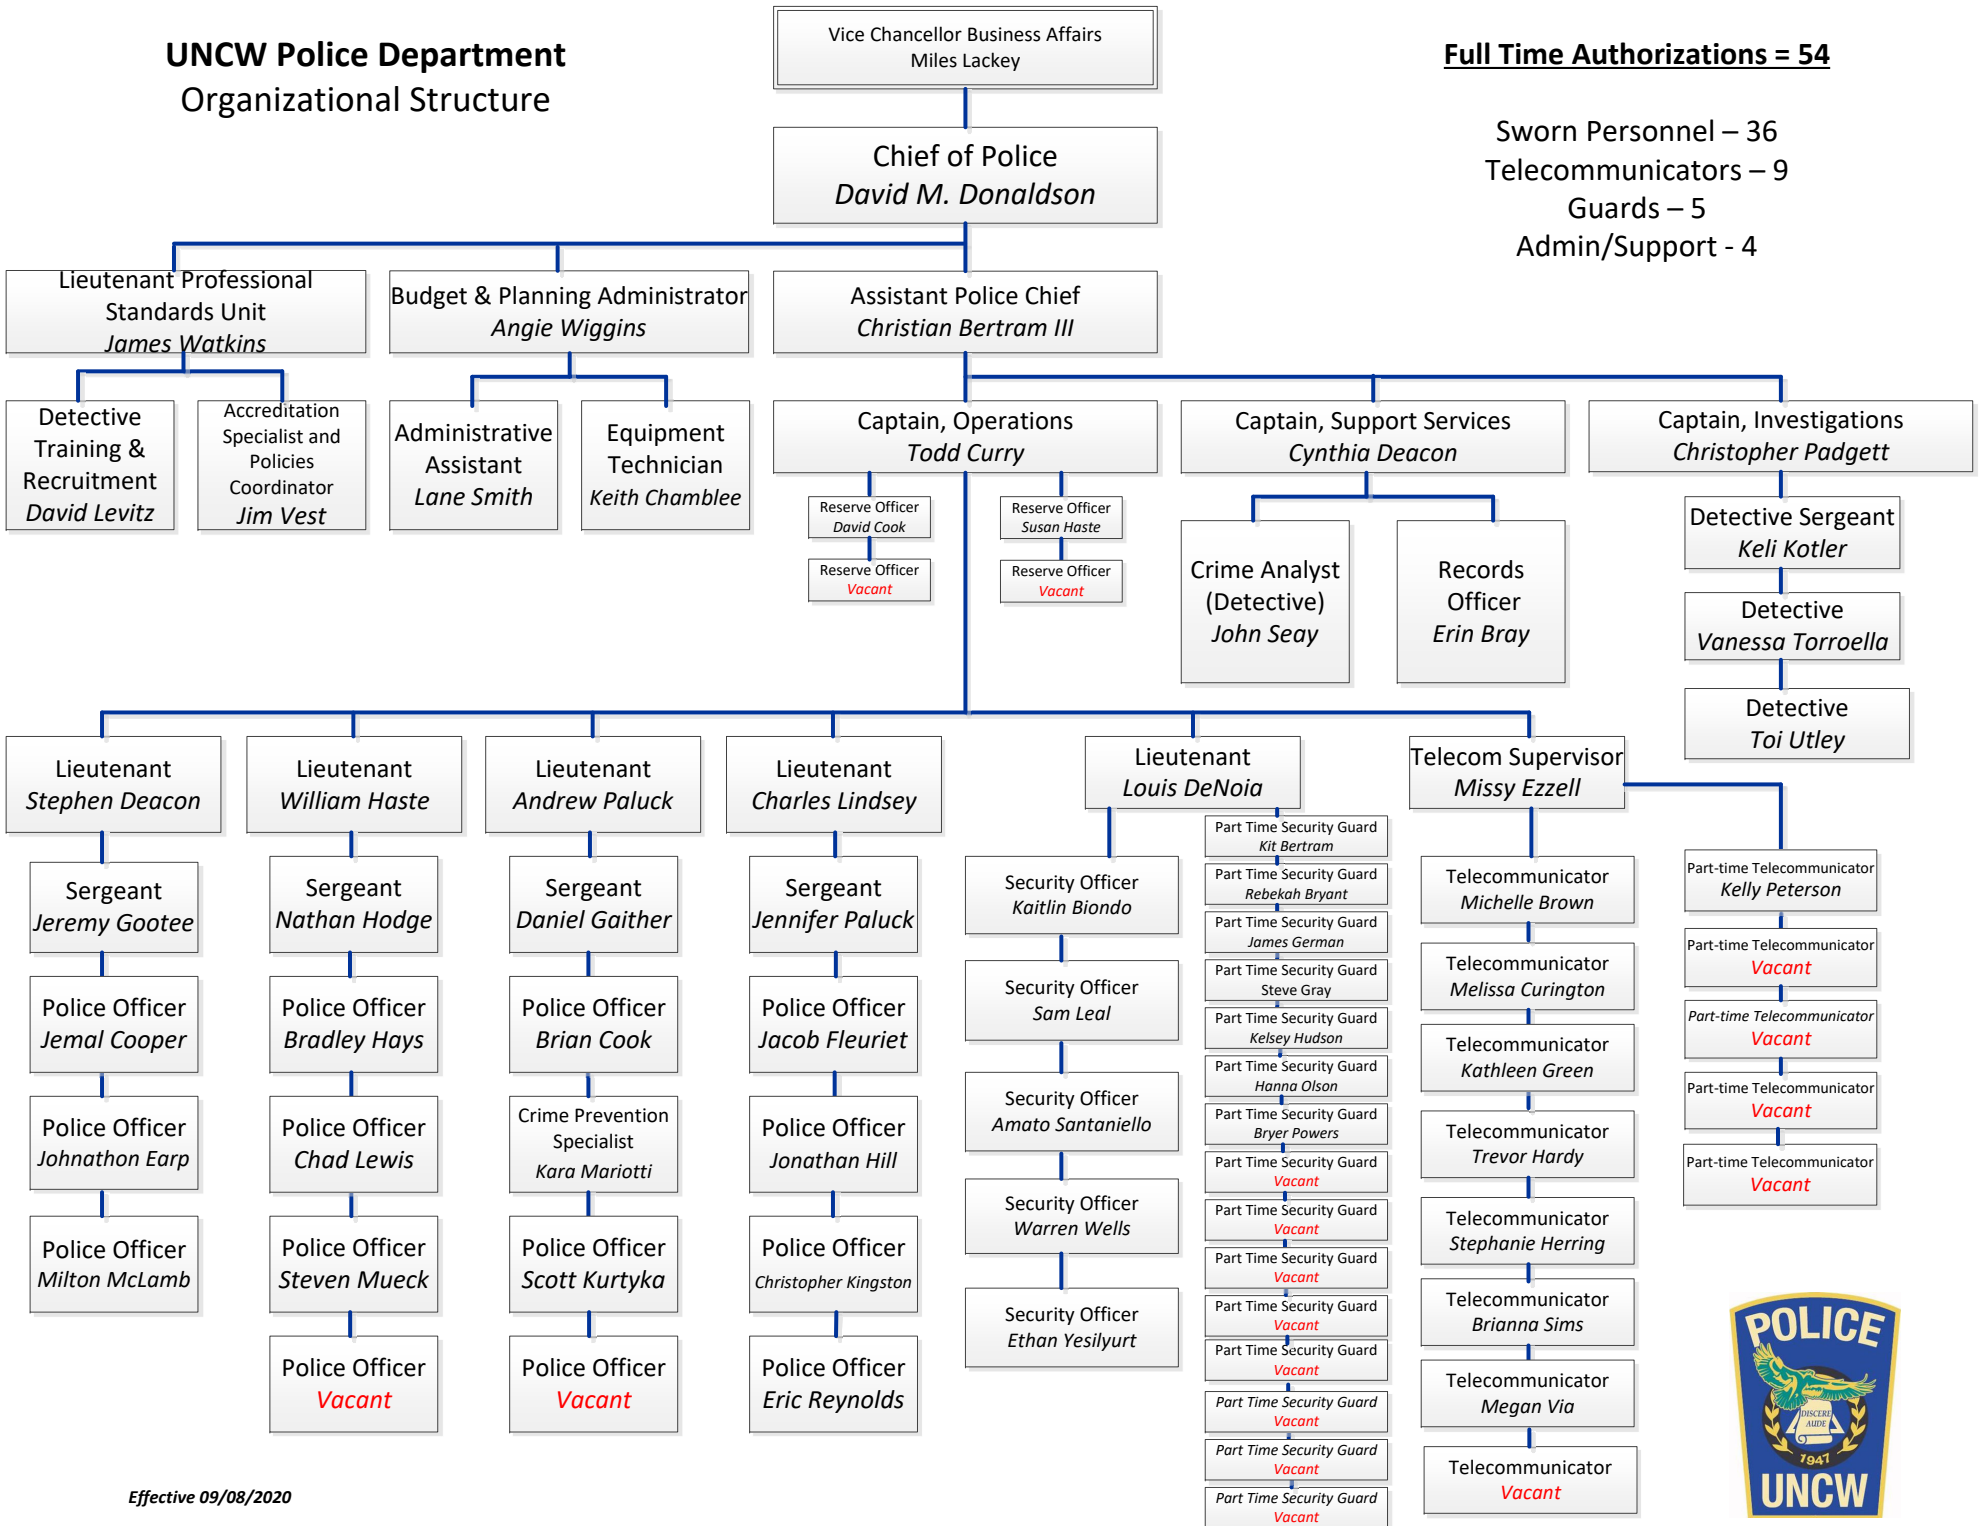 UNCW Police Department
Organizational Structure
Vice Chancellor Business Affairs
Miles Lackey
Full Time Authorizations = 54
Sworn Personnel – 36
Telecommunicators – 9
Guards – 5
Admin/Support - 4
Chief of Police
David M. Donaldson
Lieutenant Professional
Standards Unit
James Watkins
Budget & Planning Administrator
Angie Wiggins
Assistant Police Chief
Christian Bertram III
Detective
Training &
Recruitment
David Levitz
Accreditation
Specialist and
Policies
Coordinator
Jim Vest
Administrative
Assistant
Lane Smith
Equipment
Technician
Keith Chamblee
Captain, Operations
Todd Curry
Captain, Support Services
Cynthia Deacon
Captain, Investigations
Christopher Padgett
Reserve Officer
David Cook
Reserve Officer
Vacant
Reserve Officer
Susan Haste
Reserve Officer
Vacant
Crime Analyst
(Detective)
John Seay
Records
Officer
Erin Bray
Detective Sergeant
Keli Kotler
Detective
Vanessa Torroella
Detective
Toi Utley
Lieutenant
Stephen Deacon
Sergeant
Jeremy Gootee
Police Officer
Jemal Cooper
Police Officer
Johnathon Earp
Police Officer
Milton McLamb
Lieutenant
William Haste
Sergeant
Nathan Hodge
Police Officer
Bradley Hays
Police Officer
Chad Lewis
Police Officer
Steven Mueck
Police Officer
Vacant
Lieutenant
Andrew Paluck
Sergeant
Daniel Gaither
Police Officer
Brian Cook
Crime Prevention
Specialist
Kara Mariotti
Police Officer
Scott Kurtyka
Police Officer
Vacant
Lieutenant
Charles Lindsey
Sergeant
Jennifer Paluck
Police Officer
Jacob Fleuriet
Police Officer
Jonathan Hill
Police Officer
Christopher Kingston
Police Officer
Eric Reynolds
Lieutenant
Louis DeNoia
Security Officer
Kaitlin Biondo
Security Officer
Sam Leal
Security Officer
Amato Santaniello
Security Officer
Warren Wells
Security Officer
Ethan Yesilyurt
Part Time Security Guard
Kit Bertram
Part Time Security Guard
Rebekah Bryant
Part Time Security Guard
James German
Part Time Security Guard
Steve Gray
Part Time Security Guard
Kelsey Hudson
Part Time Security Guard
Hanna Olson
Part Time Security Guard
Bryer Powers
Part Time Security Guard
Vacant
Part Time Security Guard
Vacant
Part Time Security Guard
Vacant
Part Time Security Guard
Vacant
Part Time Security Guard
Vacant
Part Time Security Guard
Vacant
Part Time Security Guard
Vacant
Part Time Security Guard
Vacant
Telecom Supervisor
Missy Ezzell
Telecommunicator
Michelle Brown
Telecommunicator
Melissa Curington
Telecommunicator
Kathleen Green
Telecommunicator
Trevor Hardy
Telecommunicator
Stephanie Herring
Telecommunicator
Brianna Sims
Telecommunicator
Megan Via
Telecommunicator
Vacant
Part-time Telecommunicator
Kelly Peterson
Part-time Telecommunicator
Vacant
Part-time Telecommunicator
Vacant
Part-time Telecommunicator
Vacant
Part-time Telecommunicator
Vacant
POLICE
DISCERE
AUDE
1947
UNCW
Effective 09/08/2020